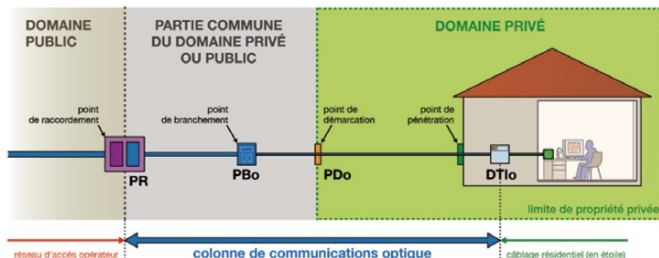 DOMAINE
PUBLIC
PARTIE COMMUNE
DU DOMAINE PRIVÉ
OU PUBLIC
DOMAINE PRIVÉ
point
de raccordement
point
de branchement
point de
démarcation
point de
pénétration
PR
PBo
PDo
DTIo
limite de propriété privée
réseau d'accès opérateur
colonne de communications optique
câblage résidentiel (en étoile)